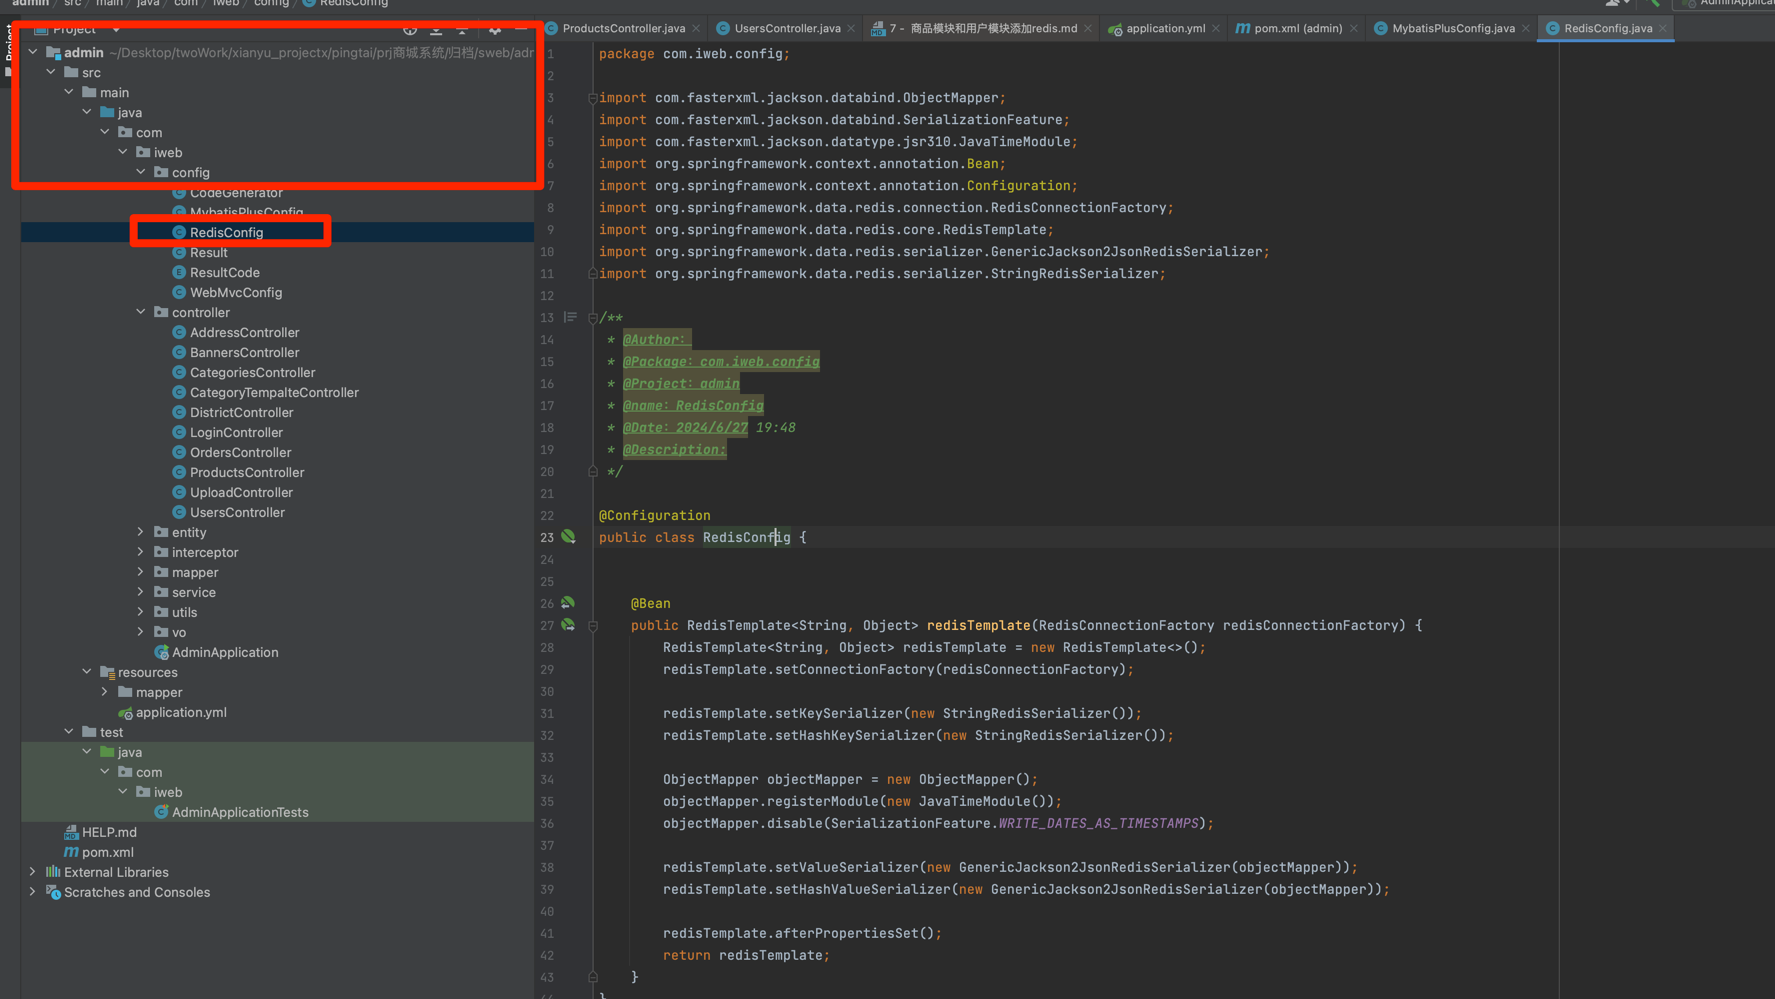 admin / src / main / java / com / iweb / config / RedisConfig
AdminApplicat
Project
ProductsController.java
UsersController.java
7 - 商品模块和用户模块添加redis.md
application.yml
pom.xml (admin)
MybatisPlusConfig.java
RedisConfig.java
Project
admin ~/Desktop/twoWork/xianyu_projectx/pingtai/prj商城系统/归档/sweb/adm
src
main
java
com
iweb
config
CodeGenerator
MybatisPlusConfig
RedisConfig
Result
ResultCode
WebMvcConfig
controller
AddressController
BannersController
CategoriesController
CategoryTempalteController
DistrictController
LoginController
OrdersController
ProductsController
UploadController
UsersController
entity
interceptor
mapper
service
utils
vo
AdminApplication
resources
mapper
application.yml
test
java
com
iweb
AdminApplicationTests
HELP.md
pom.xml
External Libraries
Scratches and Consoles
1 package com.iweb.config;
2
3 import com.fasterxml.jackson.databind.ObjectMapper;
4 import com.fasterxml.jackson.databind.SerializationFeature;
5 import com.fasterxml.jackson.datatype.jsr310.JavaTimeModule;
6 import org.springframework.context.annotation.Bean;
7 import org.springframework.context.annotation.Configuration;
8 import org.springframework.data.redis.connection.RedisConnectionFactory;
9 import org.springframework.data.redis.core.RedisTemplate;
10 import org.springframework.data.redis.serializer.GenericJackson2JsonRedisSerializer;
11 import org.springframework.data.redis.serializer.StringRedisSerializer;
12
13 /**
14 * @Author:
15 * @Package: com.iweb.config
16 * @Project: admin
17 * @name: RedisConfig
18 * @Date: 2024/6/27 19:48
19 * @Description:
20 */
21
22 @Configuration
23 public class RedisConfig {
24
25
26 @Bean
27 public RedisTemplate<String, Object> redisTemplate(RedisConnectionFactory redisConnectionFactory) {
28 RedisTemplate<String, Object> redisTemplate = new RedisTemplate<>();
29 redisTemplate.setConnectionFactory(redisConnectionFactory);
30
31 redisTemplate.setKeySerializer(new StringRedisSerializer());
32 redisTemplate.setHashKeySerializer(new StringRedisSerializer());
33
34 ObjectMapper objectMapper = new ObjectMapper();
35 objectMapper.registerModule(new JavaTimeModule());
36 objectMapper.disable(SerializationFeature.WRITE_DATES_AS_TIMESTAMPS);
37
38 redisTemplate.setValueSerializer(new GenericJackson2JsonRedisSerializer(objectMapper));
39 redisTemplate.setHashValueSerializer(new GenericJackson2JsonRedisSerializer(objectMapper));
40
41 redisTemplate.afterPropertiesSet();
42 return redisTemplate;
43 }
44 }